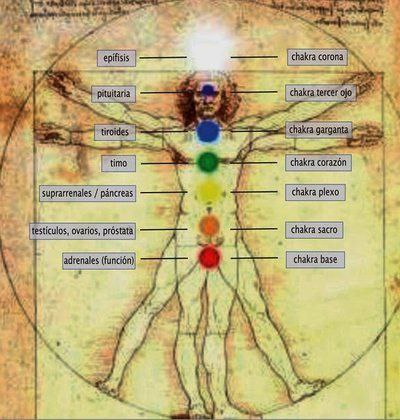 epífisis chakra corona
pituitaria chakra tercer ojo
tiroides chakra garganta
timo chakra corazón
suprarrenales / páncreas chakra plexo
testículos, ovarios, próstata chakra sacro
adrenales (función) chakra base